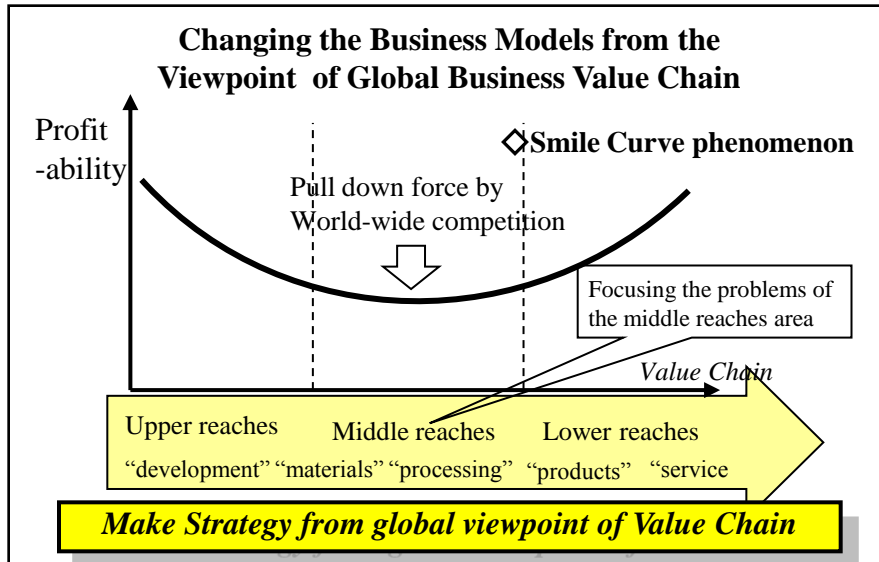 Changing the Business Models from the
Viewpoint of Global Business Value Chain
Profit
-ability
◇Smile Curve phenomenon
Pull down force by
World-wide competition
Focusing the problems of
the middle reaches area
Value Chain
Upper reaches Middle reaches Lower reaches
“development” “materials” “processing” “products” “service
Make Strategy from global viewpoint of Value Chain